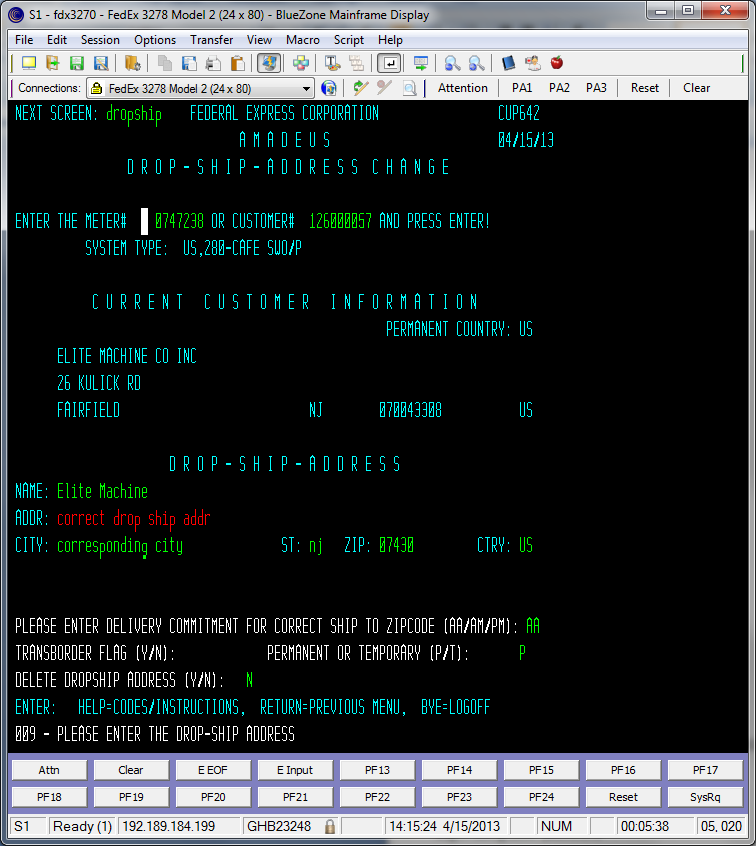 S1 - fdx3270 - FedEx 3278 Model 2 (24 x 80) - BlueZone Mainframe Display
File Edit Session Options Transfer View Macro Script Help
Connections: FedEx 3278 Model 2 (24 x 80) Attention PA1 PA2 PA3 Reset Clear
NEXT SCREEN: dropship FEDERAL EXPRESS CORPORATION CUP642
A M A D E U S 04/15/13
D R O P - S H I P - A D D R E S S C H A N G E
ENTER THE METER# 0747238 OR CUSTOMER# 126000057 AND PRESS ENTER!
SYSTEM TYPE: US,280-CAFE SWO/P
C U R R E N T C U S T O M E R I N F O R M A T I O N
PERMANENT COUNTRY: US
ELITE MACHINE CO INC
26 KULICK RD
FAIRFIELD NJ 070043308 US
D R O P - S H I P - A D D R E S S
NAME: Elite Machine
ADDR: correct drop ship addr
CITY: corresponding city ST: nj ZIP: 07430 CTRY: US
PLEASE ENTER DELIVERY COMMITMENT FOR CORRECT SHIP TO ZIPCODE (AA/AM/PM): AA
TRANSBORDER FLAG (Y/N): PERMANENT OR TEMPORARY (P/T): P
DELETE DROPSHIP ADDRESS (Y/N): N
ENTER: HELP=CODES/INSTRUCTIONS, RETURN=PREVIOUS MENU, BYE=LOGOFF
009 - PLEASE ENTER THE DROP-SHIP ADDRESS
Attn Clear E EOF E Input PF13 PF14 PF15 PF16 PF17
PF18 PF19 PF20 PF21 PF22 PF23 PF24 Reset SysRq
S1 Ready (1) 192.189.184.199 GHB23248 14:15:24 4/15/2013 NUM 00:05:38 05, 020